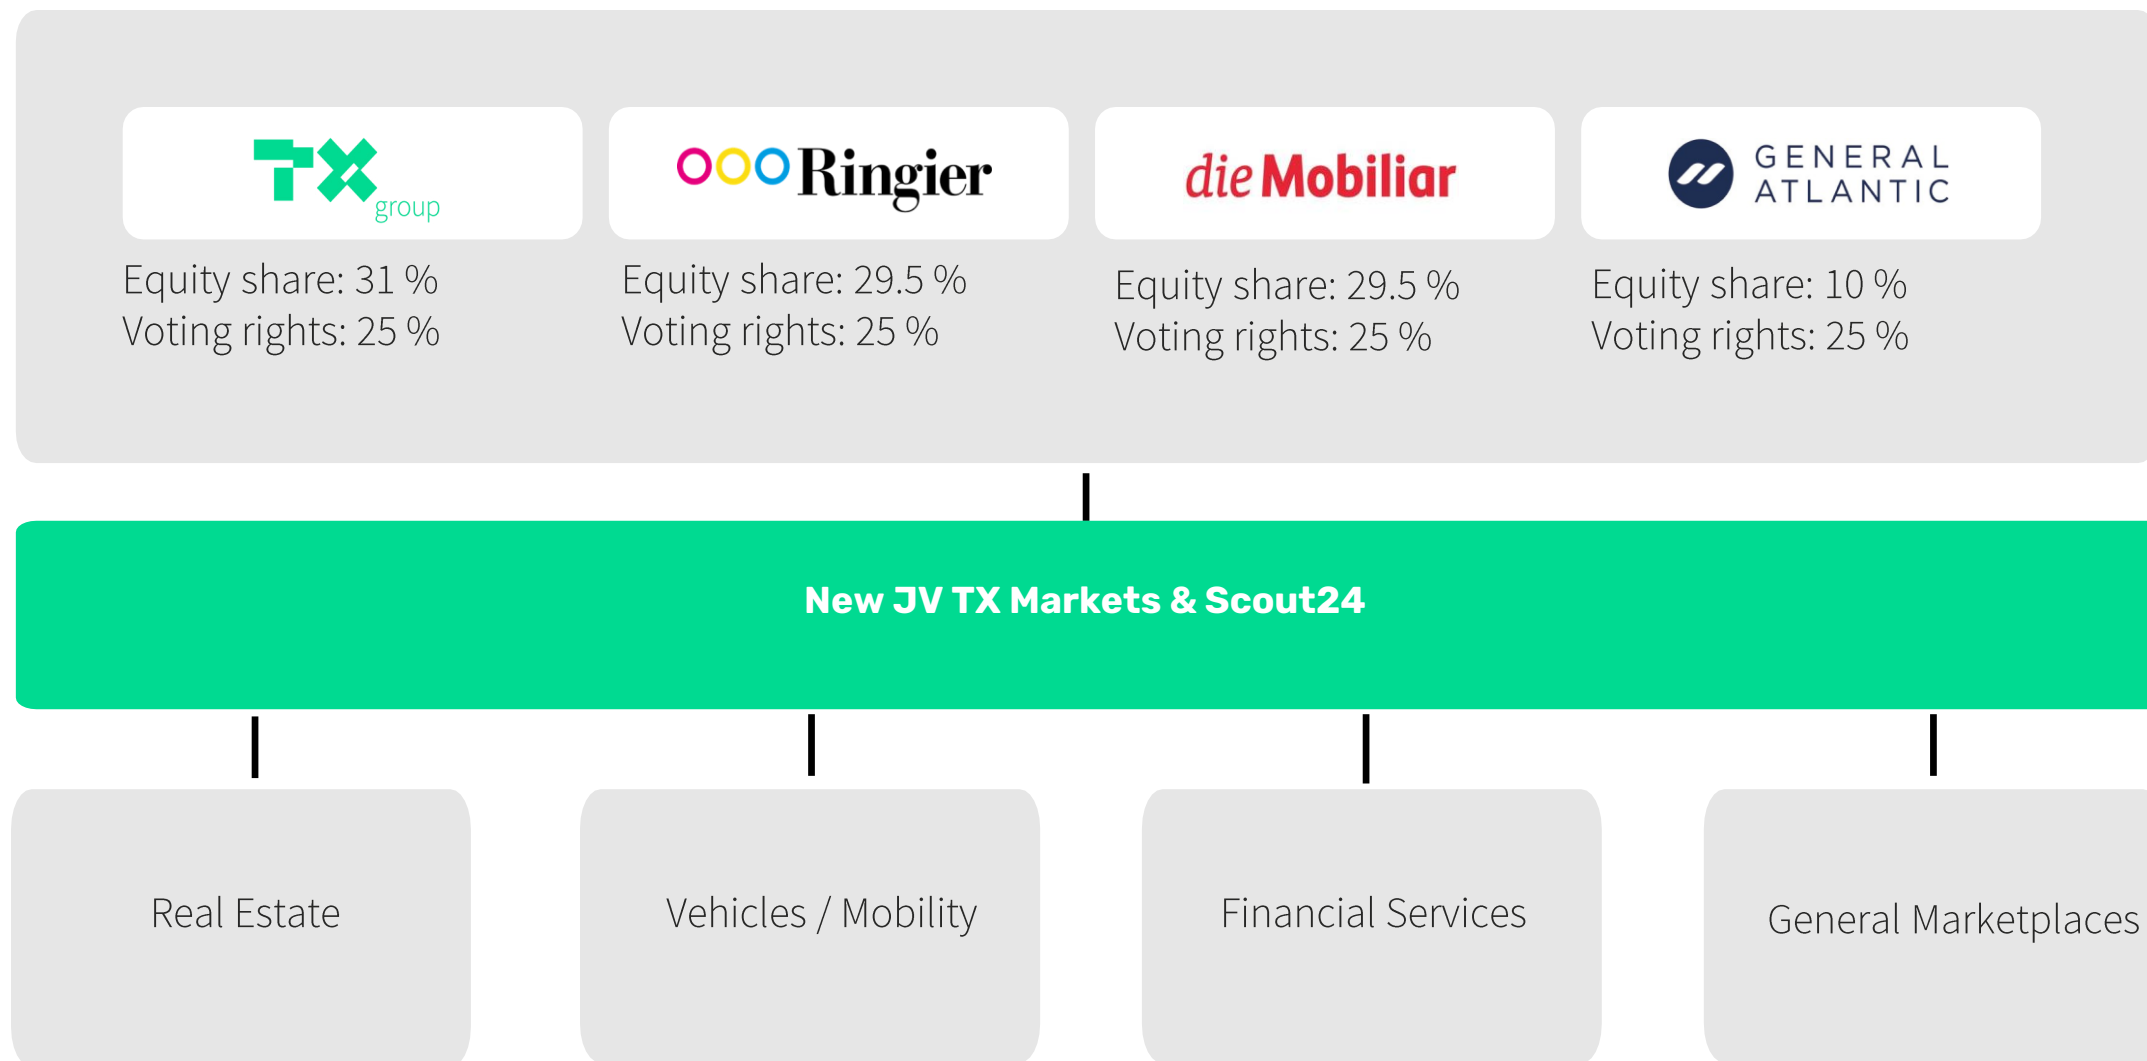 TX group
Ringier
die Mobiliar
GENERAL
ATLANTIC
Equity share: 31 %
Voting rights: 25 %
Equity share: 29.5 %
Voting rights: 25 %
Equity share: 29.5 %
Voting rights: 25 %
Equity share: 10 %
Voting rights: 25 %
New JV TX Markets & Scout24
Real Estate
Vehicles / Mobility
Financial Services
General Marketplaces